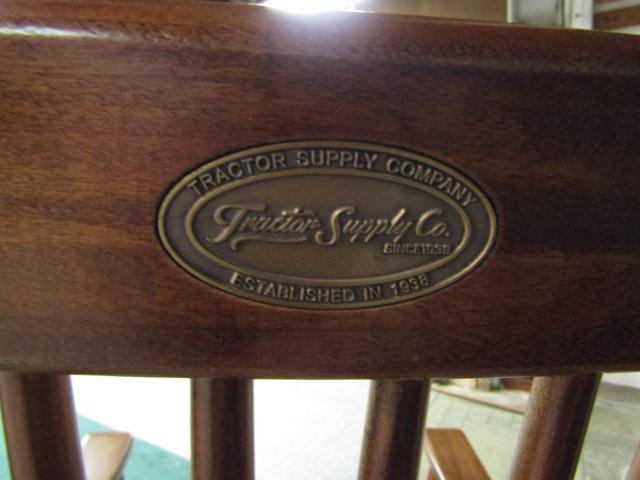 TRACTOR SUPPLY COMPANY
Tractor Supply Co.
SINCE 1938
ESTABLISHED IN 1938